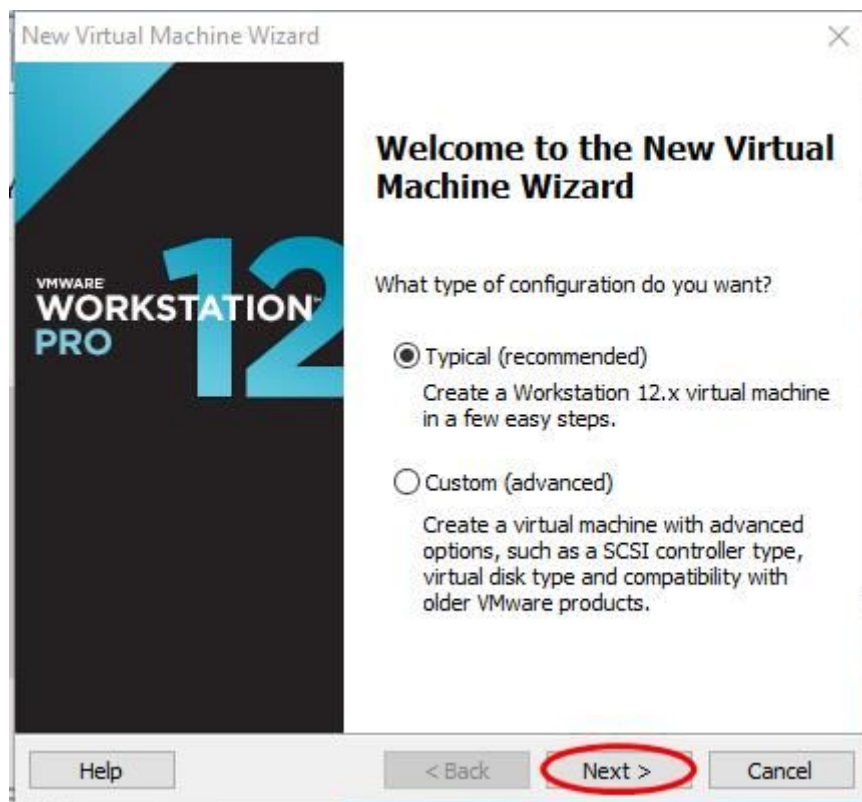 New Virtual Machine Wizard
Welcome to the New Virtual
Machine Wizard
VMWARE
WORKSTATION™
PRO
12
What type of configuration do you want?
Typical (recommended)
Create a Workstation 12.x virtual machine
in a few easy steps.
Custom (advanced)
Create a virtual machine with advanced
options, such as a SCSI controller type,
virtual disk type and compatibility with
older VMware products.
Help
< Back
Next >
Cancel